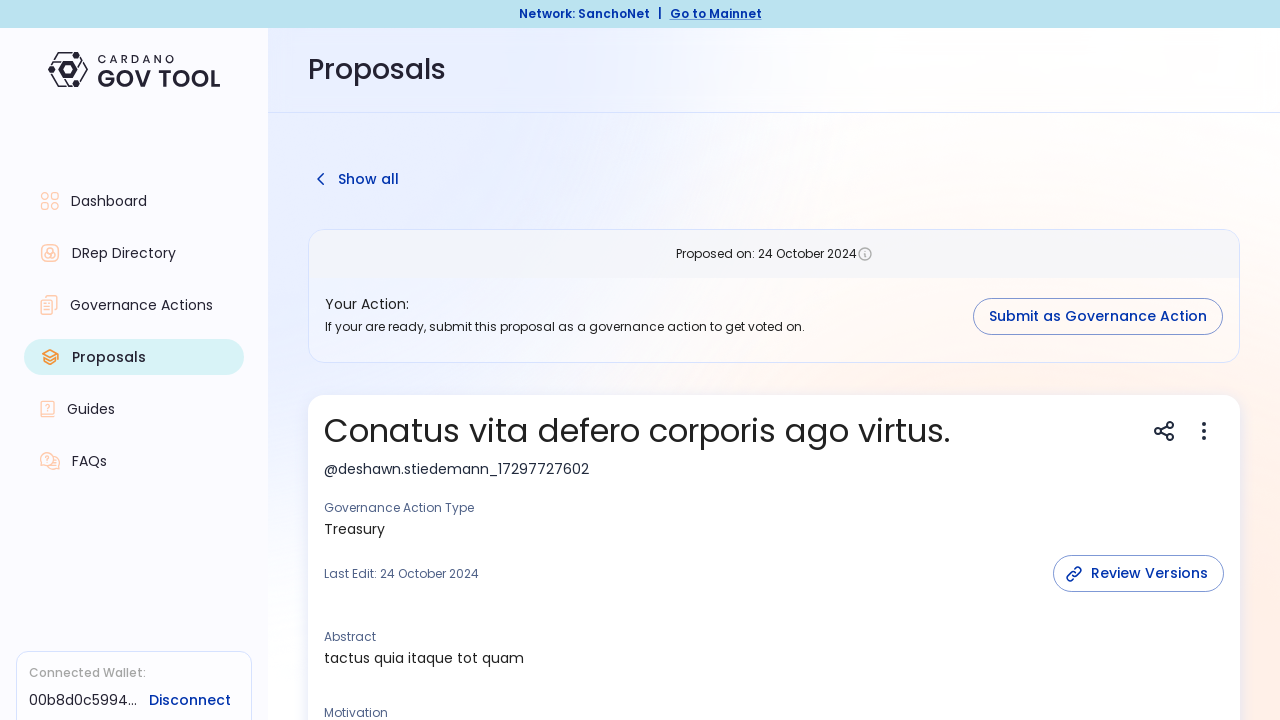 Network: SanchoNet | Go to Mainnet
CARDANO
GOV TOOL
Proposals
Show all
Dashboard
DRep Directory
Governance Actions
Proposals
Guides
FAQs
Proposed on: 24 October 2024
Your Action:
If your are ready, submit this proposal as a governance action to get voted on.
Submit as Governance Action
Conatus vita defero corporis ago virtus.
@deshawn.stiedemann_17297727602
Governance Action Type
Treasury
Last Edit: 24 October 2024
Review Versions
Abstract
tactus quia itaque tot quam
Motivation
Connected Wallet:
00b8d0c5994... Disconnect